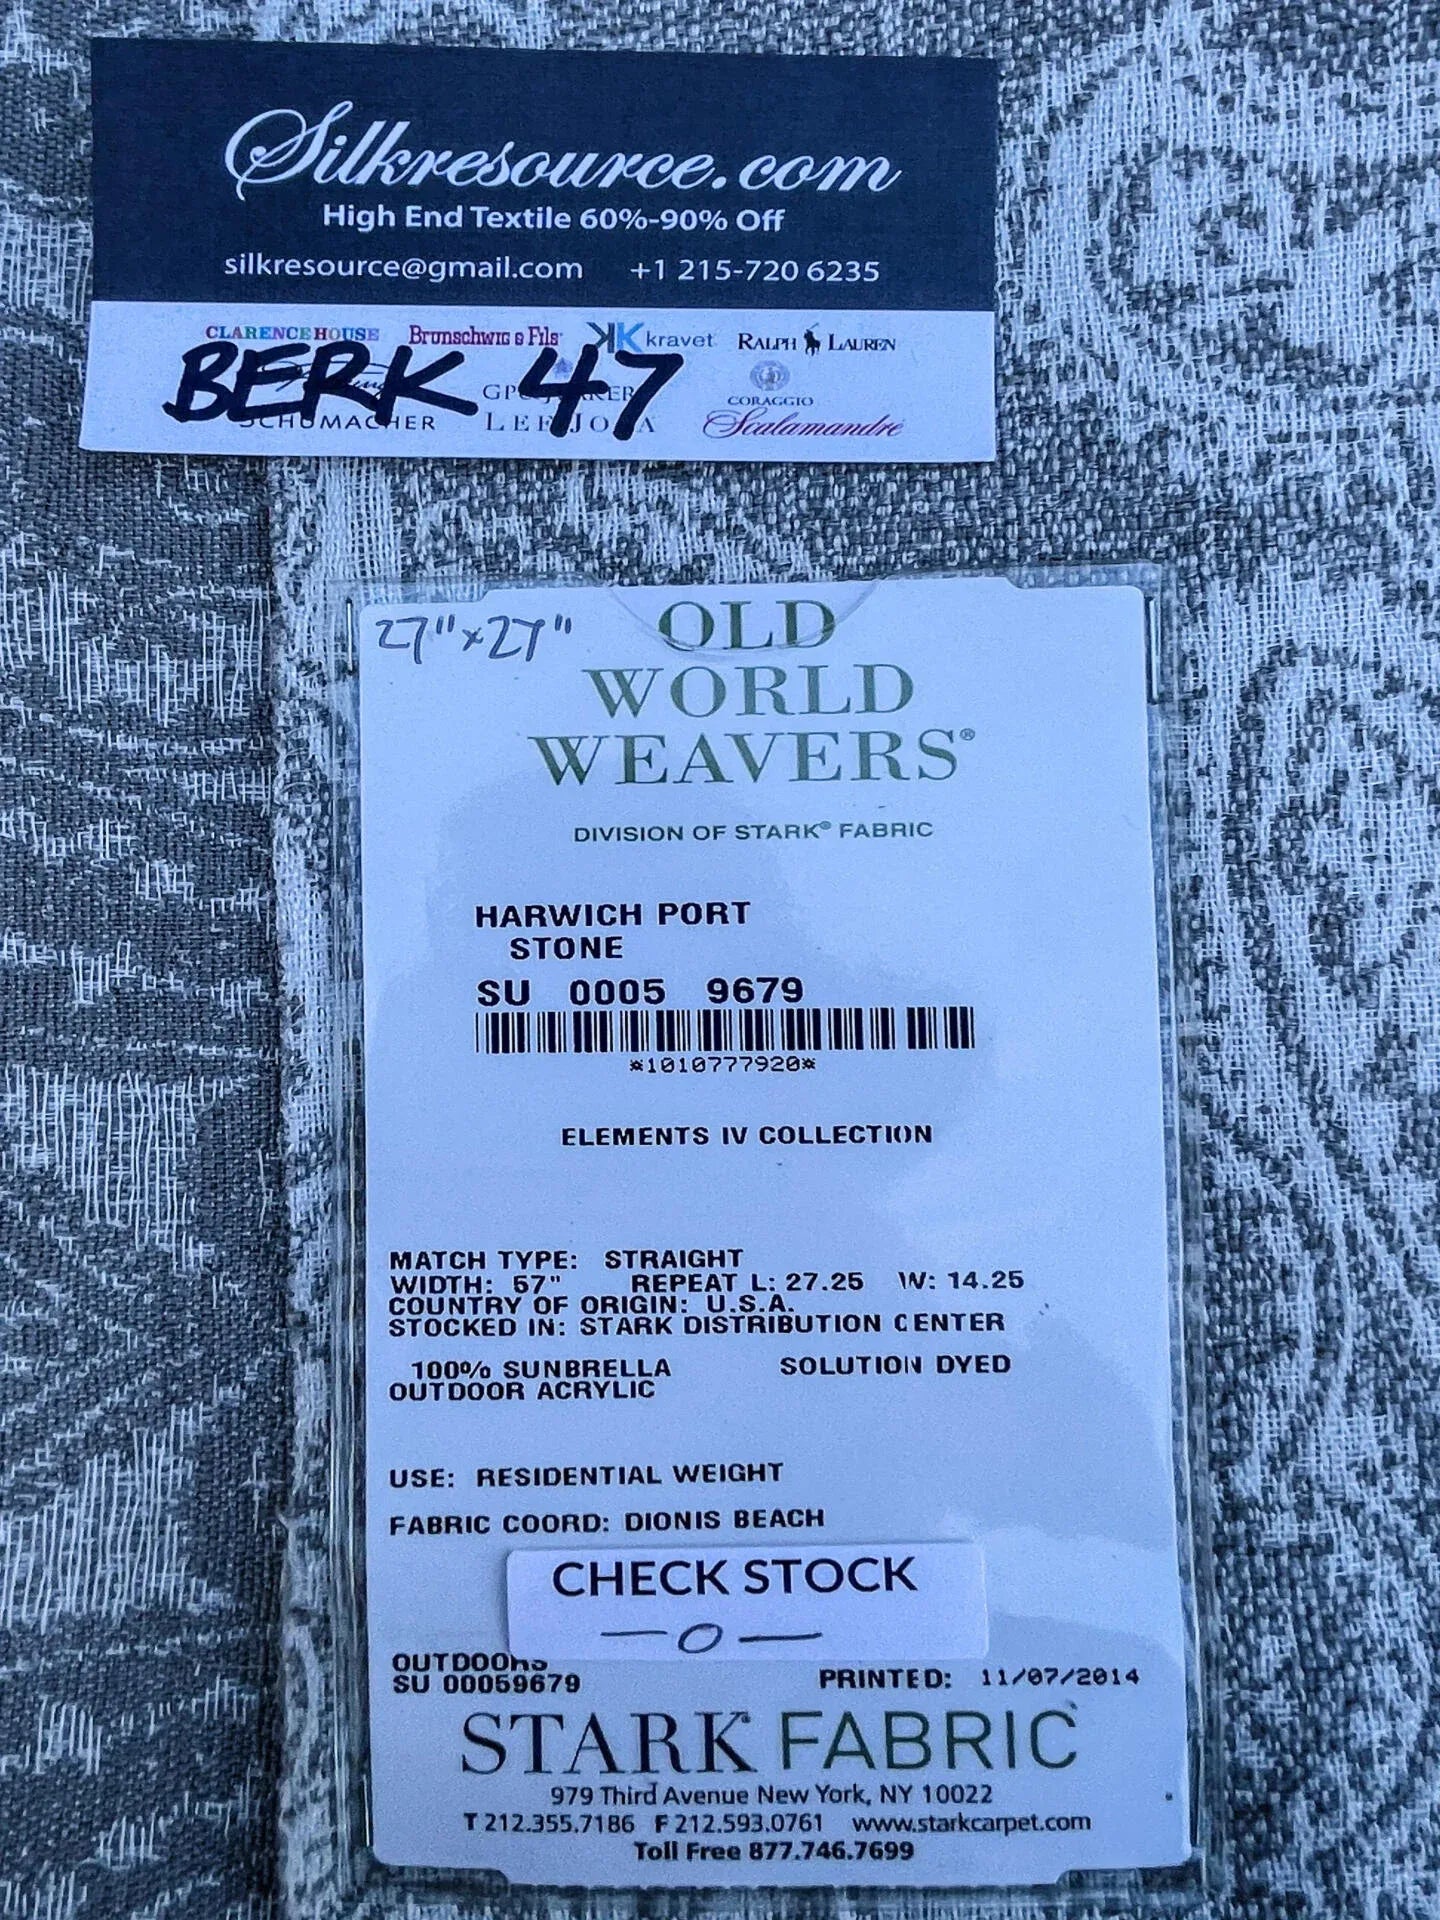 Silkresource.com
High End Textile 60%-90% Off
silkresource@gmail.com +1 215-720 6235
CLARENCE HOUSE Brunschwig & Fils kravet RALPH LAUREN
BERK 47
CORAGGIO
SCHUMACHER LEE JOFA Scalamandré
27"x27"
OLD
WORLD
WEAVERS®
DIVISION OF STARK® FABRIC
HARWICH PORT
STONE
SU 0005 9679
*1010777920*
ELEMENTS IV COLLECTION
MATCH TYPE: STRAIGHT
WIDTH: 57" REPEAT L: 27.25 W: 14.25
COUNTRY OF ORIGIN: U.S.A.
STOCKED IN: STARK DISTRIBUTION CENTER
100% SUNBRELLA SOLUTION DYED
OUTDOOR ACRYLIC
USE: RESIDENTIAL WEIGHT
FABRIC COORD: DIONIS BEACH
CHECK STOCK
—0—
OUTDOORS
SU 00059679 PRINTED: 11/07/2014
STARK FABRIC
979 Third Avenue New York, NY 10022
T 212.355.7186 F 212.593.0761 www.starkcarpet.com
Toll Free 877.746.7699